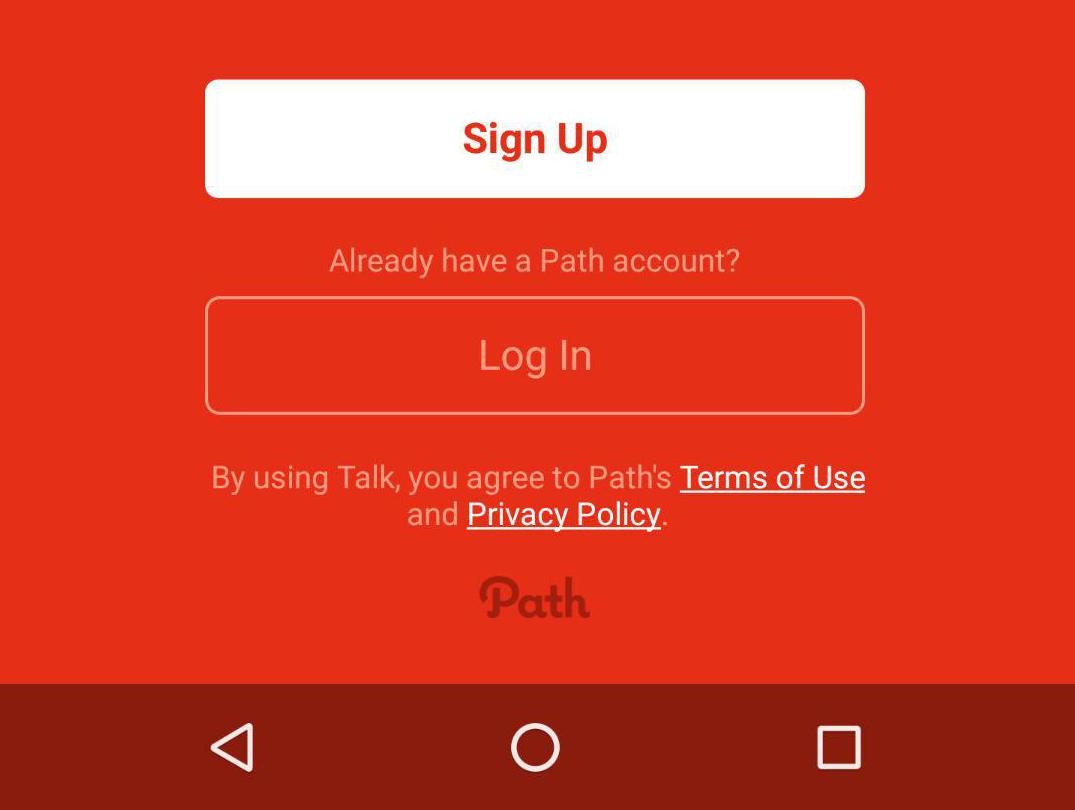 Sign Up
Already have a Path account?
Log In
By using Talk, you agree to Path's Terms of Use
and Privacy Policy.
Path